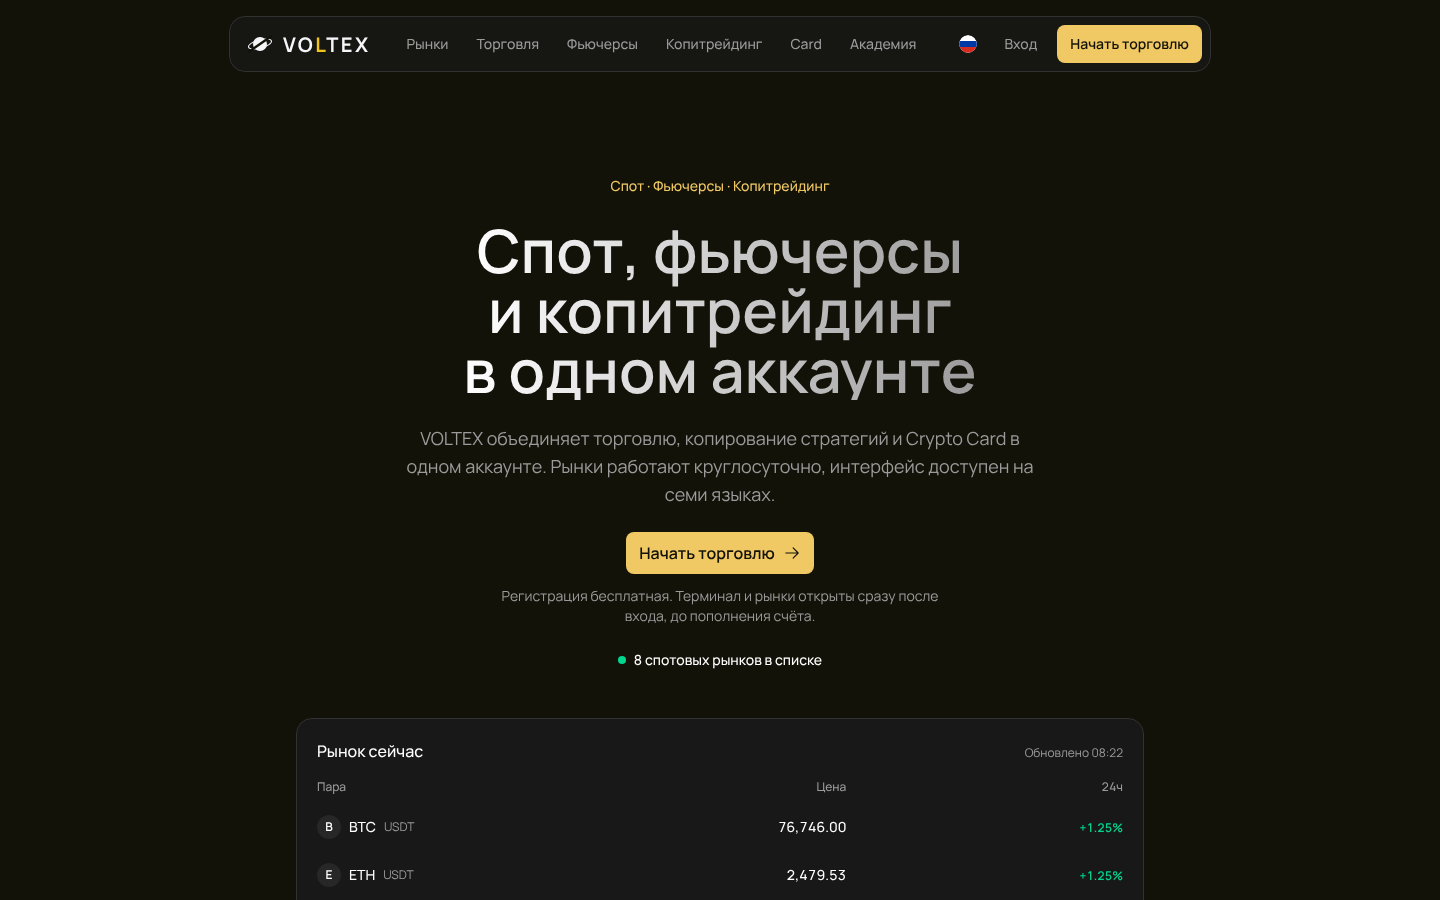 VOLTEX Рынки Торговля Фьючерсы Копитрейдинг Card Академия Вход Начать торговлю
Спот · Фьючерсы · Копитрейдинг
Спот, фьючерсы
и копитрейдинг
в одном аккаунте
VOLTEX объединяет торговлю, копирование стратегий и Crypto Card в
одном аккаунте. Рынки работают круглосуточно, интерфейс доступен на
семи языках.
Начать торговлю
Регистрация бесплатная. Терминал и рынки открыты сразу после
входа, до пополнения счёта.
8 спотовых рынков в списке
Рынок сейчас Обновлено 08:22
Пара Цена 24ч
B BTC USDT 76,746.00 +1.25%
E ETH USDT 2,479.53 +1.25%